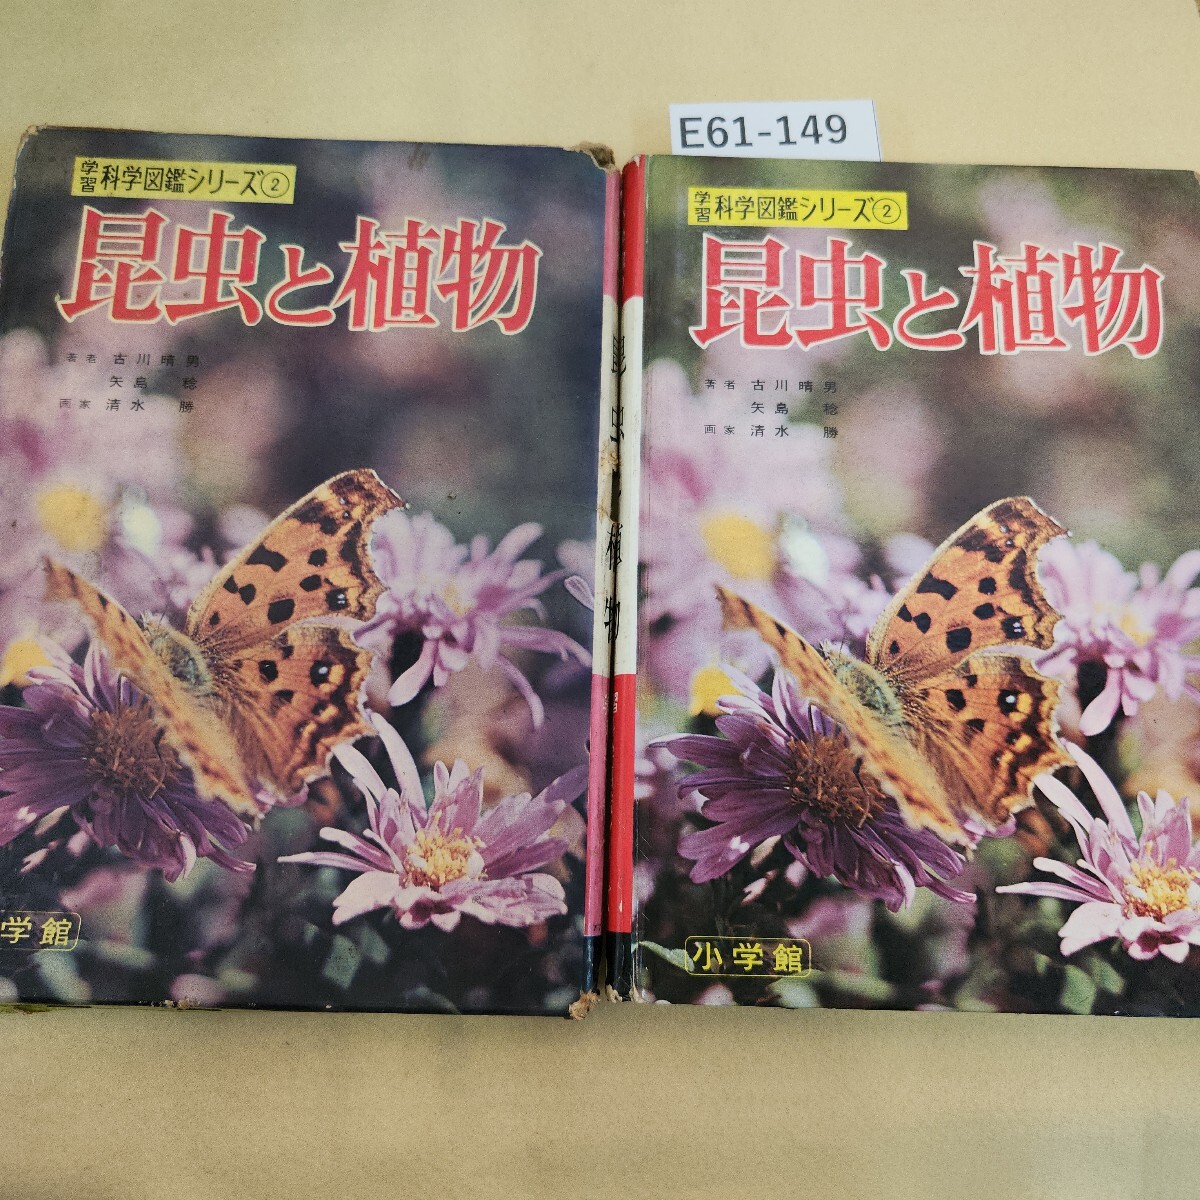 E61-149
学習 科学図鑑シリーズ②
昆虫と植物
著者 古川晴男
矢島 稔
画家 清水 勝
学館
虫 植物
学習 科学図鑑シリーズ②
昆虫と植物
著者 古川晴男
矢島 稔
画家 清水 勝
小学館